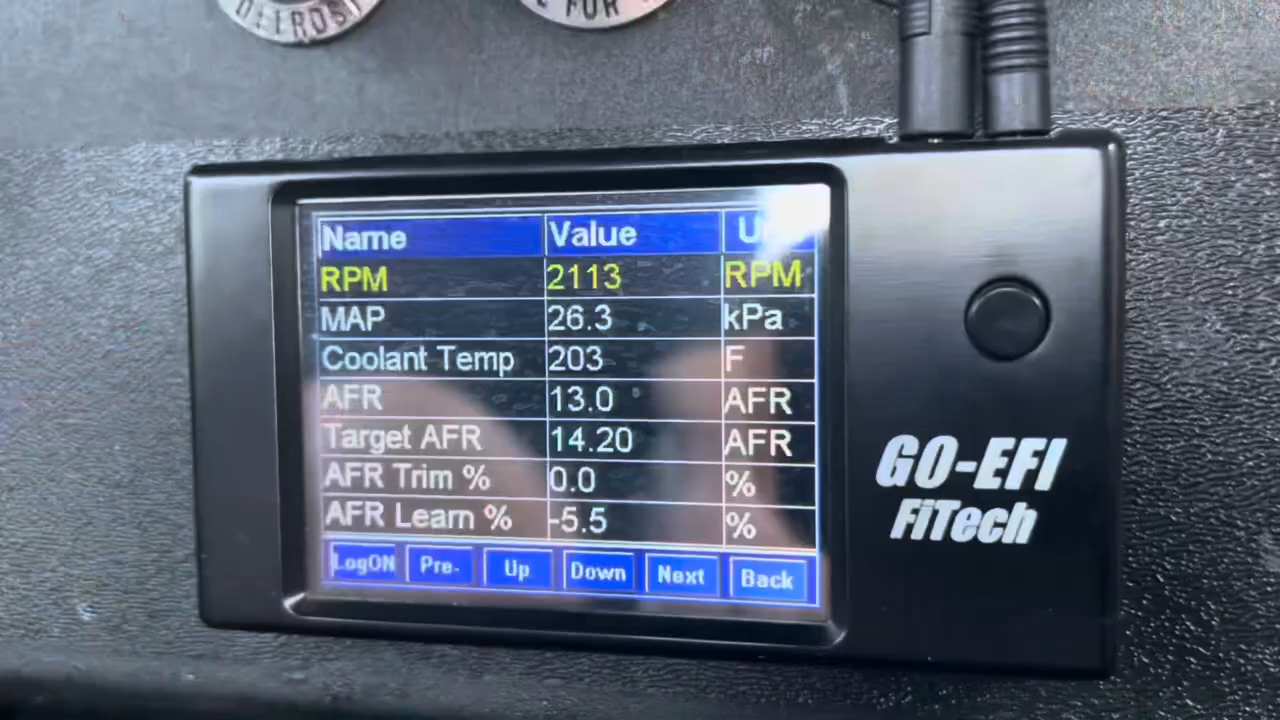 DEFROST
E FOR
Name Value U
RPM 2113 RPM
MAP 26.3 kPa
Coolant Temp 203 F
AFR 13.0 AFR
Target AFR 14.20 AFR
AFR Trim % 0.0 %
AFR Learn % -5.5 %
LogON Pre- Up Down Next Back
GO-EFI
FiTech